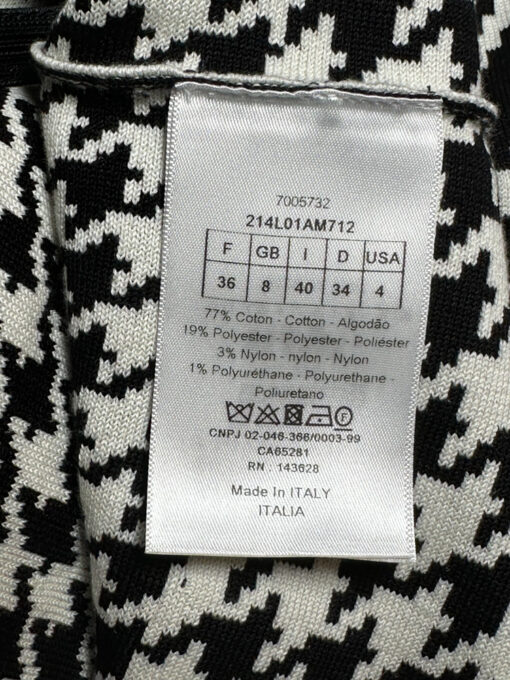 7005732
214L01AM712
F GB I D USA
36 8 40 34 4
77% Coton - Cotton - Algodão
19% Polyester - Polyester - Poliéster
3% Nylon - nylon - Nylon
1% Polyuréthane - Polyurethane -
Poliuretano
F
CNPJ 02-046-366/0003-99
CA65281
RN : 143628
Made In ITALY
ITALIA